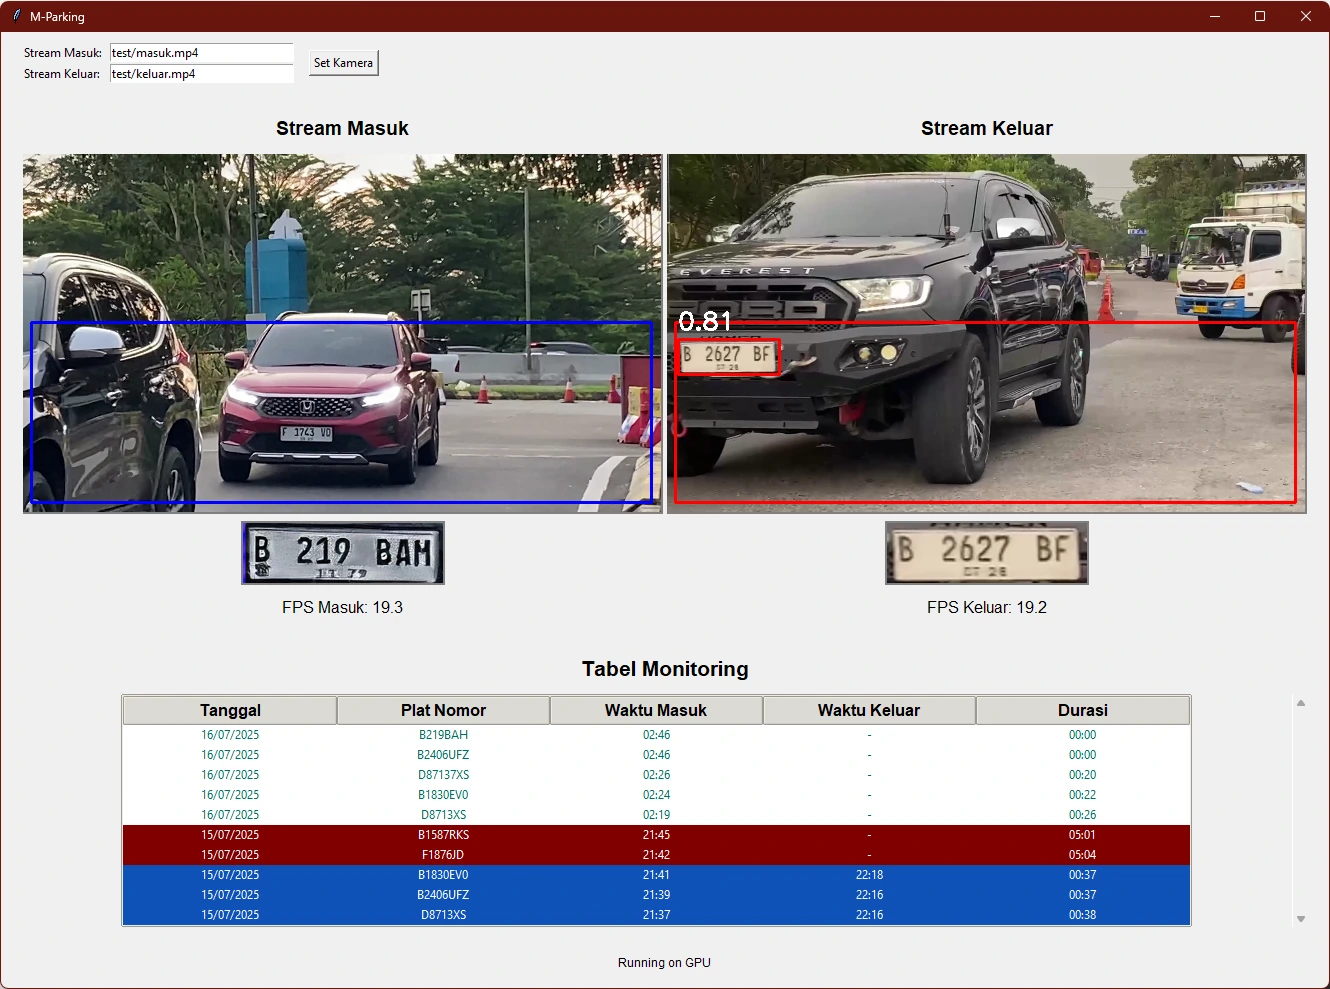 M-Parking
Stream Masuk: test/masuk.mp4
Stream Keluar: test/keluar.mp4
Set Kamera
Stream Masuk
Stream Keluar
F 1743 VD
EVEREST
0.81
B 2627 BF
07 26
B 219 BAH
B 2627 BF
07 26
FPS Masuk: 19.3
FPS Keluar: 19.2
Tabel Monitoring
Tanggal Plat Nomor Waktu Masuk Waktu Keluar Durasi
16/07/2025 B219BAH 02:46 - 00:00
16/07/2025 B2406UFZ 02:46 - 00:00
16/07/2025 D87137XS 02:26 - 00:20
16/07/2025 B1830EV0 02:24 - 00:22
16/07/2025 D8713XS 02:19 - 00:26
15/07/2025 B1587RKS 21:45 - 05:01
15/07/2025 F1876JD 21:42 - 05:04
15/07/2025 B1830EV0 21:41 22:18 00:37
15/07/2025 B2406UFZ 21:39 22:16 00:37
15/07/2025 D8713XS 21:37 22:16 00:38
Running on GPU